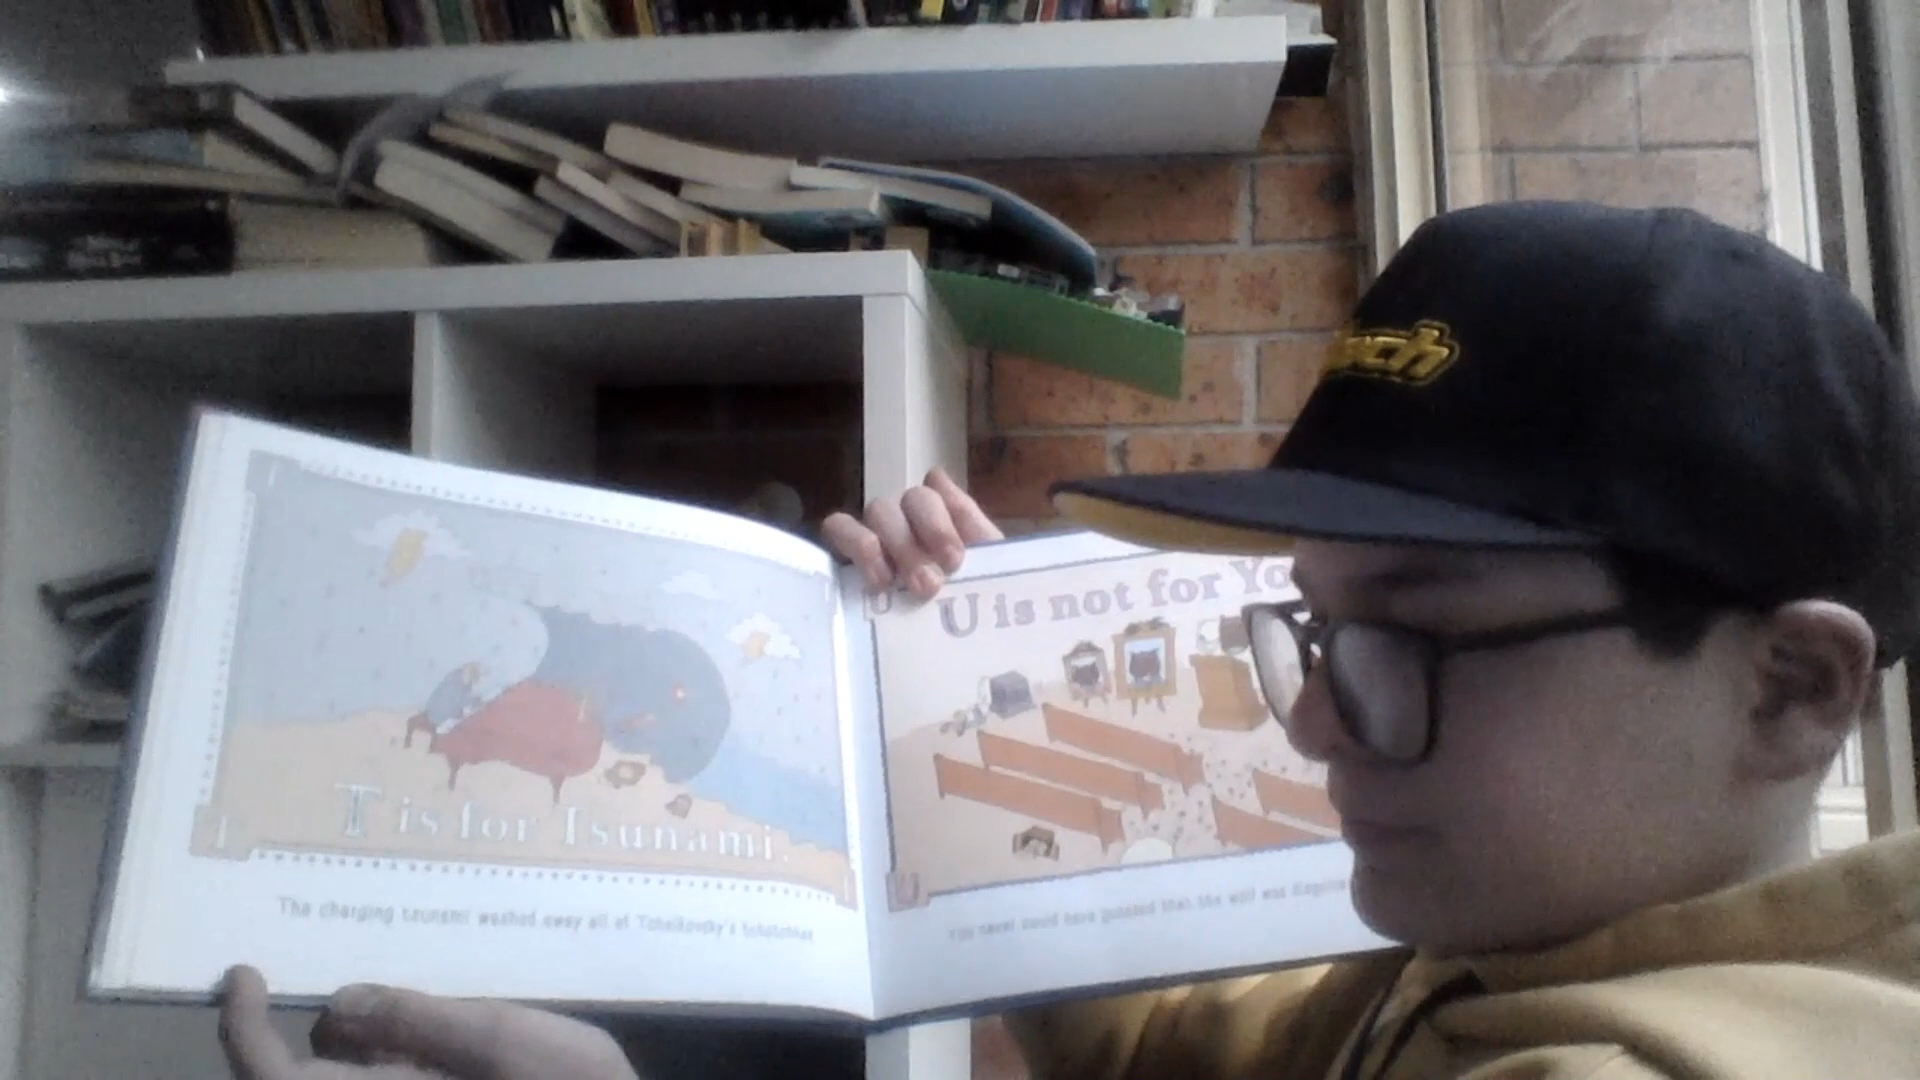 T is for Tsunami.
The charging tsunami washed away all of Tchaikovsky's tchotchkes
U
U is not for Yo
You never could have guessed that the wolf was disguise